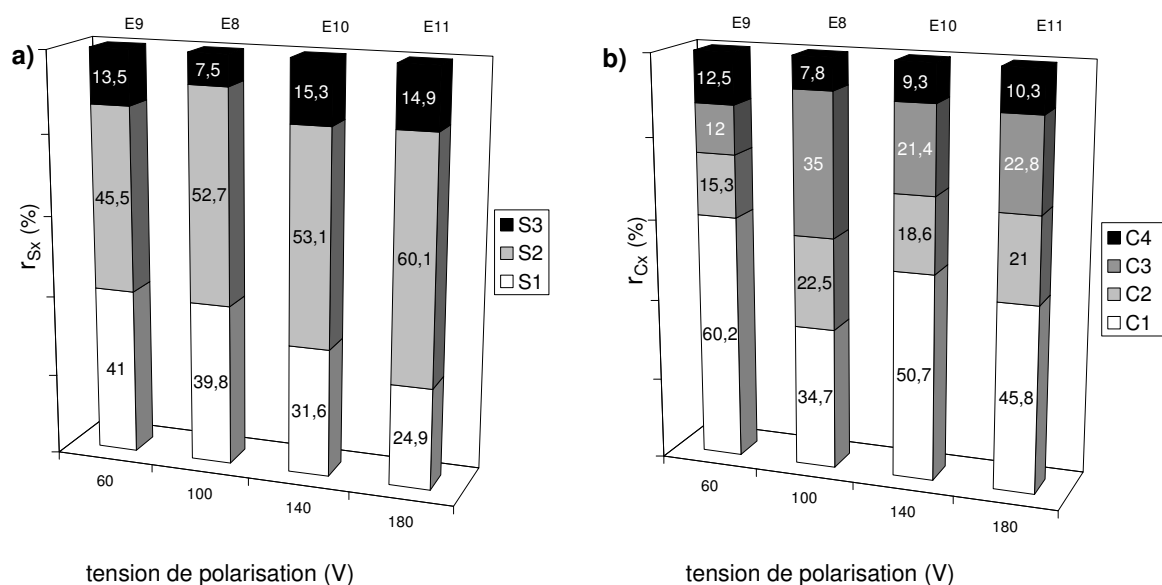 a)
E9 E8 E10 E11
13,5 7,5 15,3 14,9
45,5 52,7 53,1 60,1
41 39,8 31,6 24,9
r_Sx (%)
S3
S2
S1
60 100 140 180
tension de polarisation (V)
b)
E9 E8 E10 E11
12,5 7,8 9,3 10,3
12 35 21,4 22,8
15,3 22,5 18,6 21
60,2 34,7 50,7 45,8
r_Cx (%)
C4
C3
C2
C1
60 100 140 180
tension de polarisation (V)